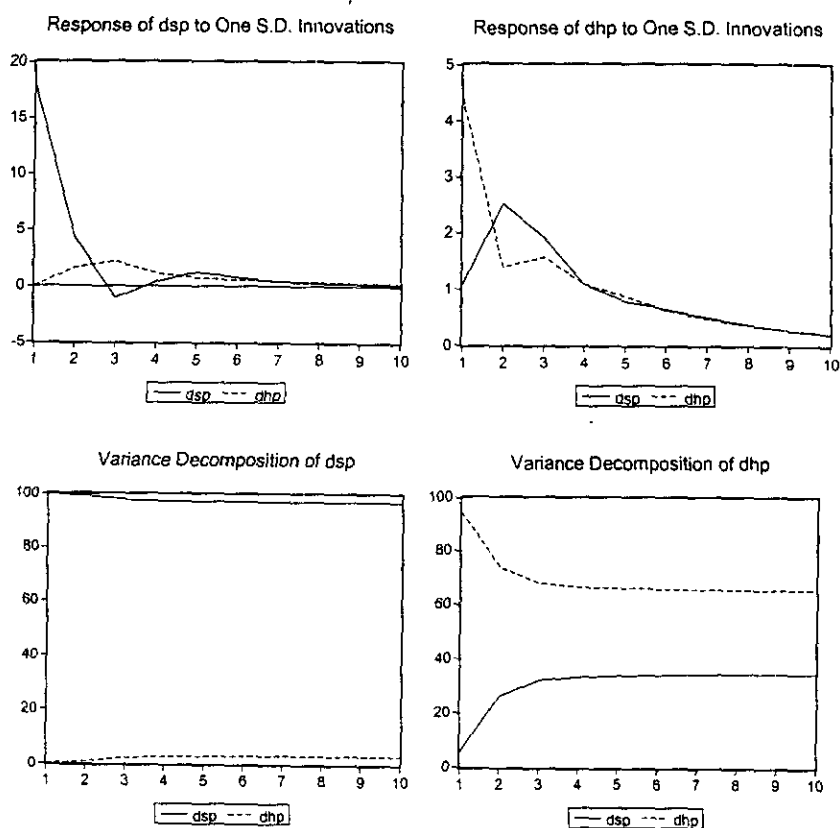 Response of dsp to One S.D. Innovations
20
15
10
5
0
-5
1 2 3 4 5 6 7 8 9 10
dsp dhp
Response of dhp to One S.D. Innovations
5
4
3
2
1
0
1 2 3 4 5 6 7 8 9 10
dsp dhp
Variance Decomposition of dsp
100
80
60
40
20
0
1 2 3 4 5 6 7 8 9 10
dsp dhp
Variance Decomposition of dhp
100
80
60
40
20
0
1 2 3 4 5 6 7 8 9 10
dsp dhp